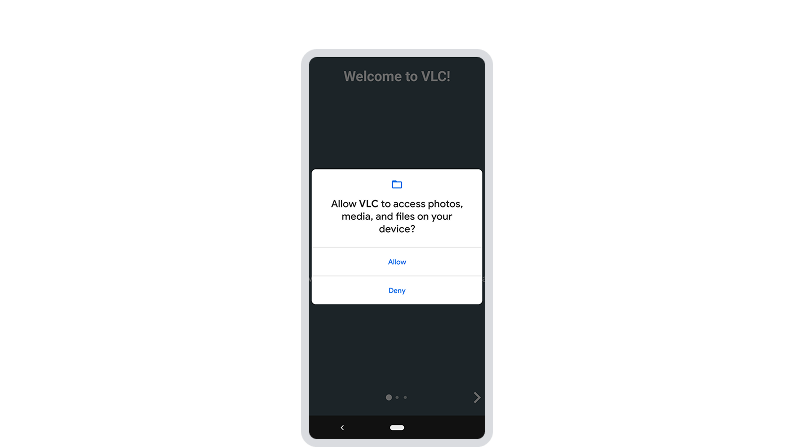 Welcome to VLC!
Allow VLC to access photos,
media, and files on your
device?
Allow
Deny